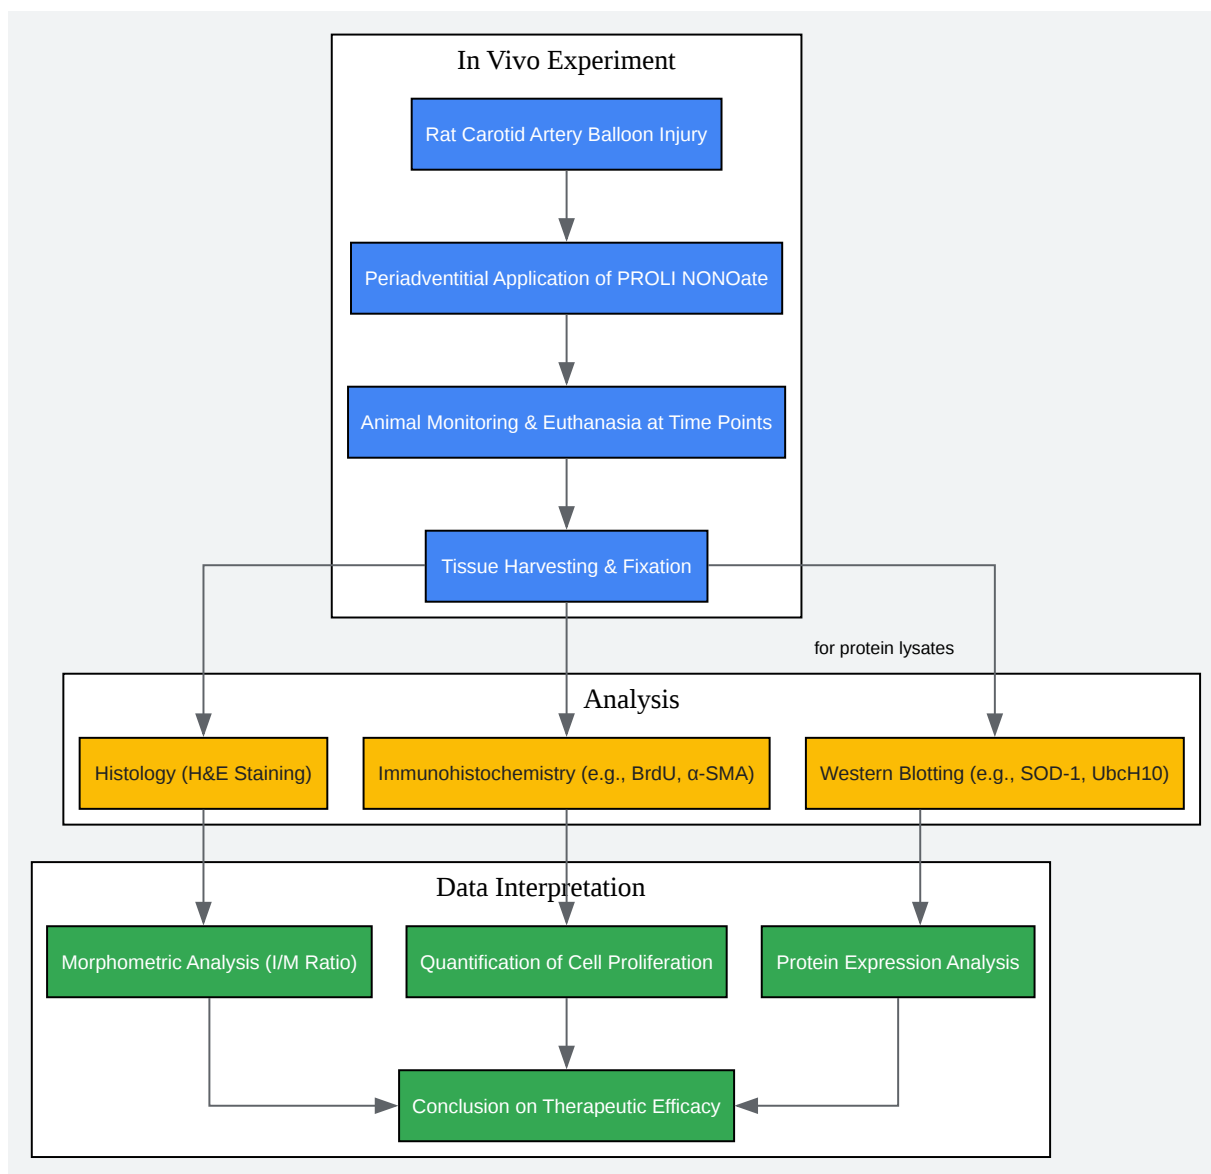 In Vivo Experiment
Rat Carotid Artery Balloon Injury
Periadventitial Application of PROLI NONOate
Animal Monitoring & Euthanasia at Time Points
Tissue Harvesting & Fixation
for protein lysates
Analysis
Histology (H&E Staining)
Immunohistochemistry (e.g., BrdU, α-SMA)
Western Blotting (e.g., SOD-1, UbcH10)
Data Interpretation
Morphometric Analysis (I/M Ratio)
Quantification of Cell Proliferation
Protein Expression Analysis
Conclusion on Therapeutic Efficacy